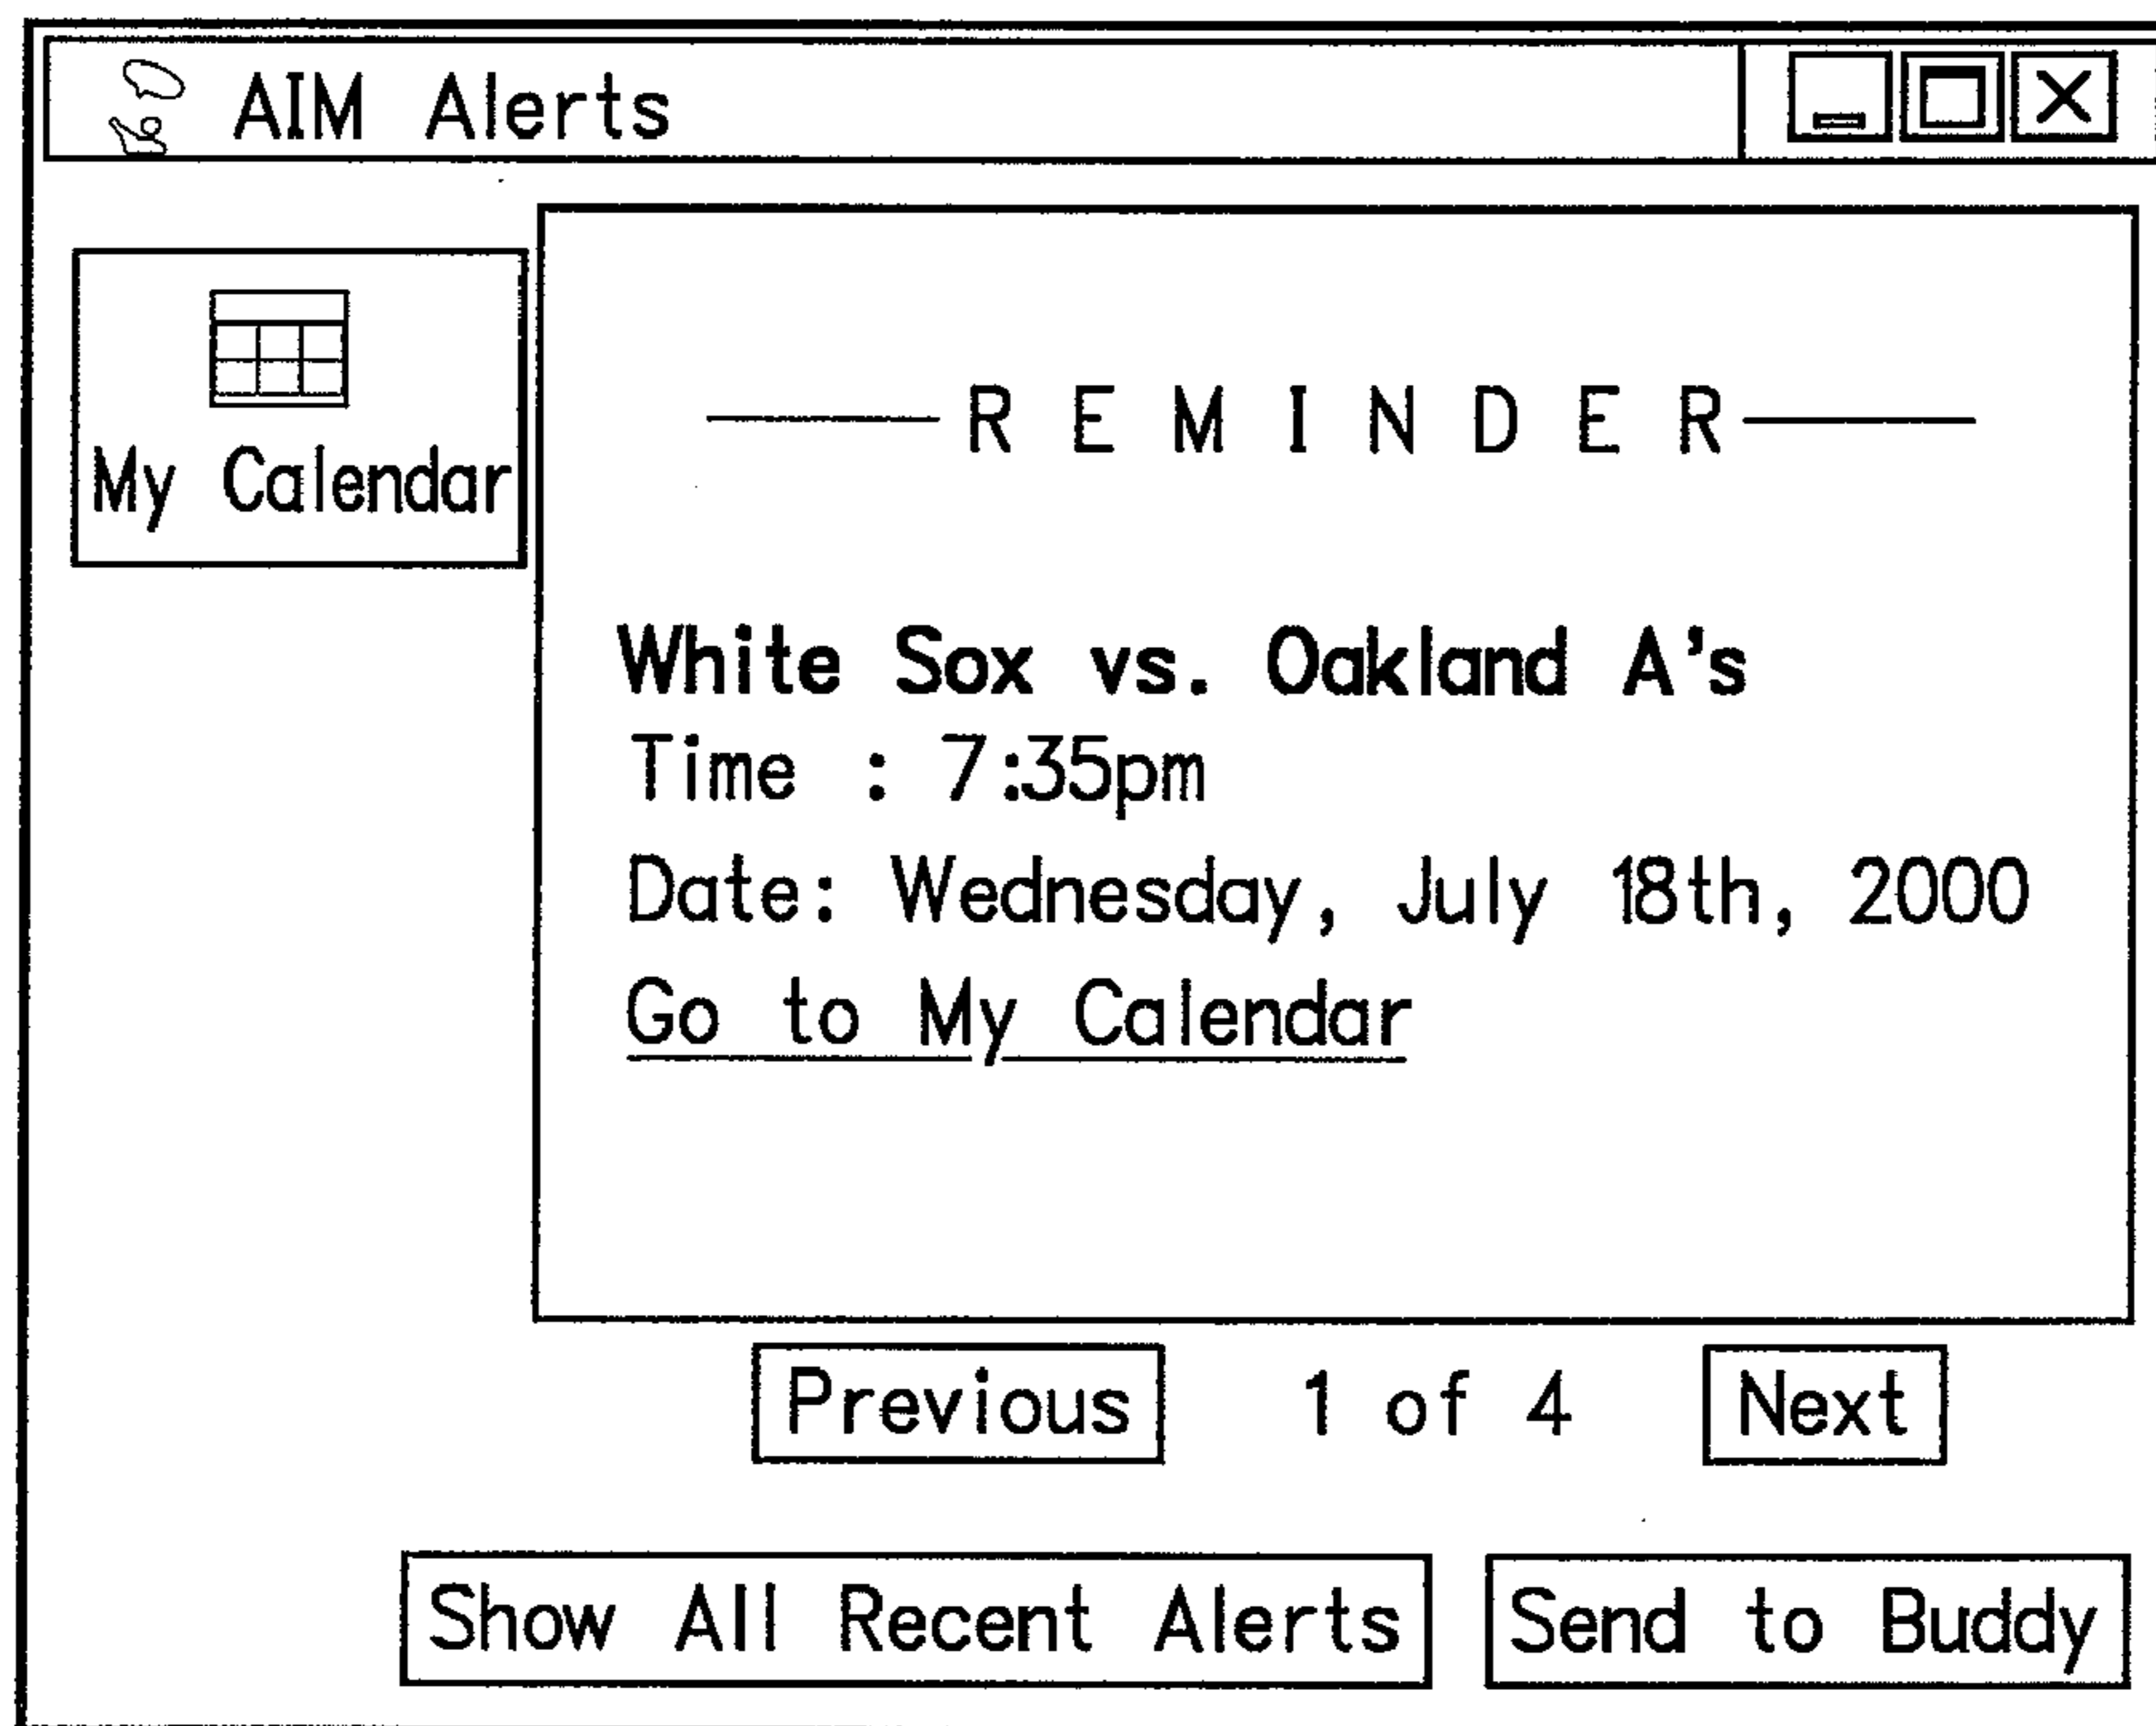 AIM Alerts
My Calendar
R E M I N D E R
White Sox vs. Oakland A's
Time : 7:35pm
Date: Wednesday, July 18th, 2000
Go to My Calendar
Previous 1 of 4 Next
Show All Recent Alerts Send to Buddy